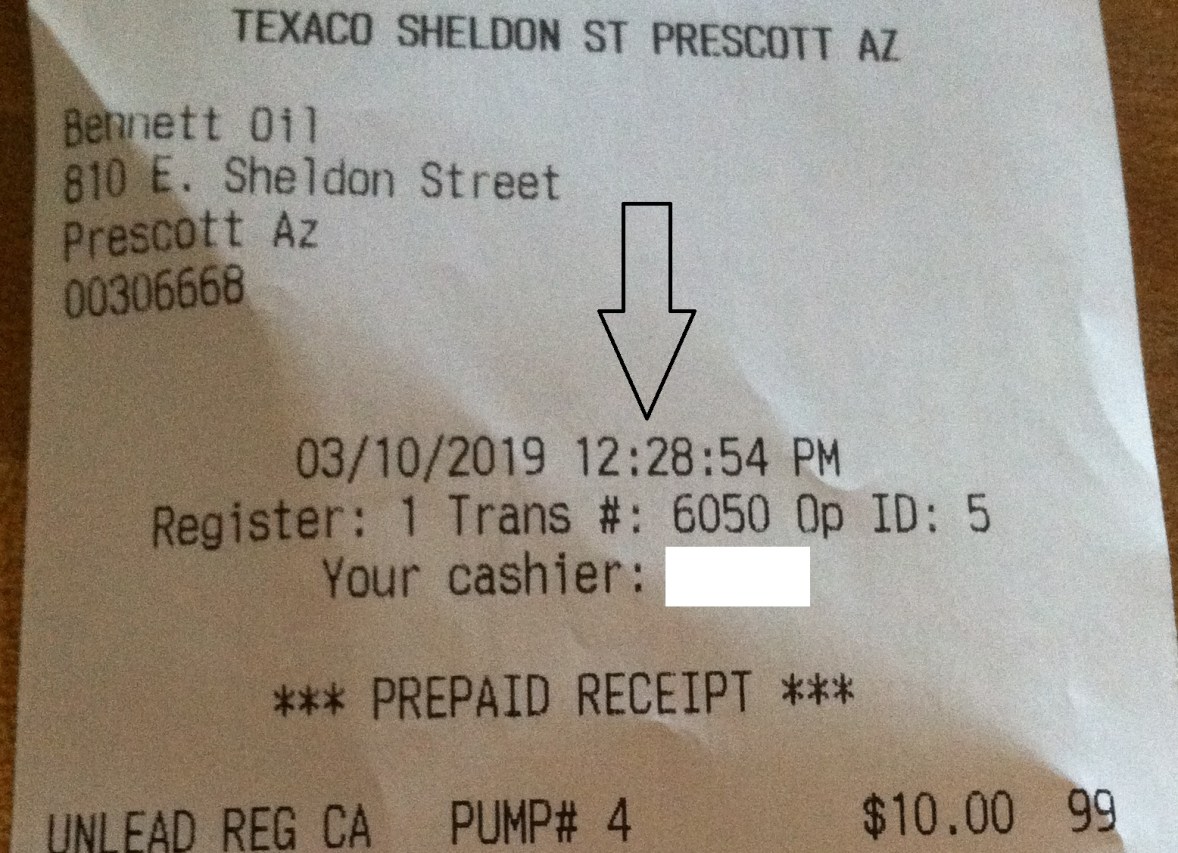 TEXACO SHELDON ST PRESCOTT AZ
Bennett Oil
810 E. Sheldon Street
Prescott Az
00306668
03/10/2019 12:28:54 PM
Register: 1 Trans #: 6050 Op ID: 5
Your cashier:
*** PREPAID RECEIPT ***
UNLEAD REG CA PUMP# 4 $10.00 99